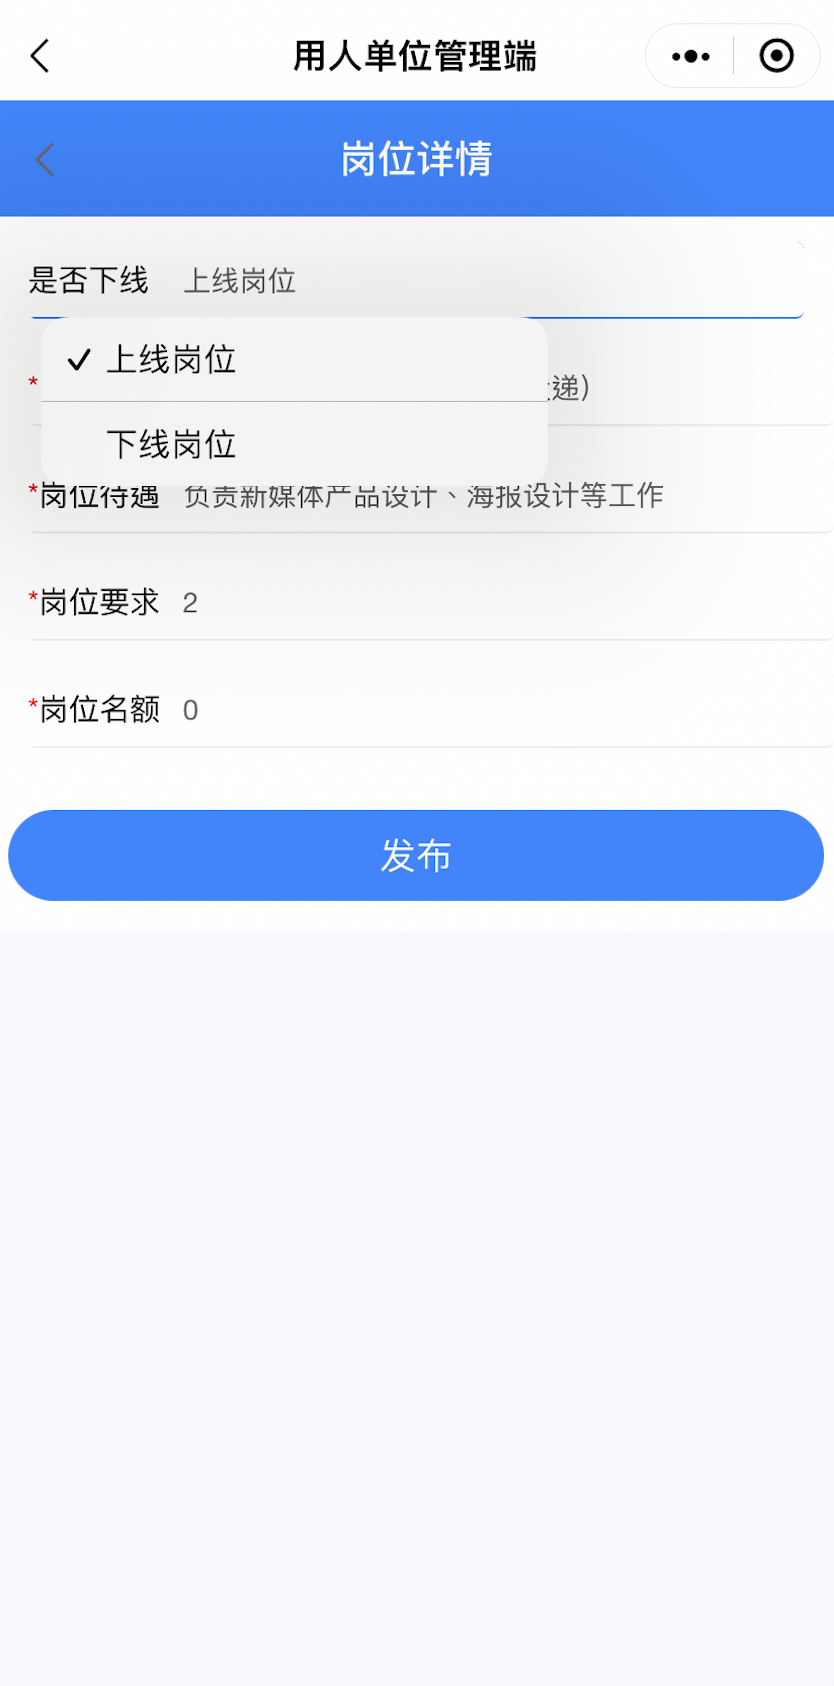 用人单位管理端
岗位详情
是否下线 上线岗位
上线岗位
* 递)
下线岗位
*岗位待遇 负责新媒体产品设计、海报设计等工作
*岗位要求 2
*岗位名额 0
发布